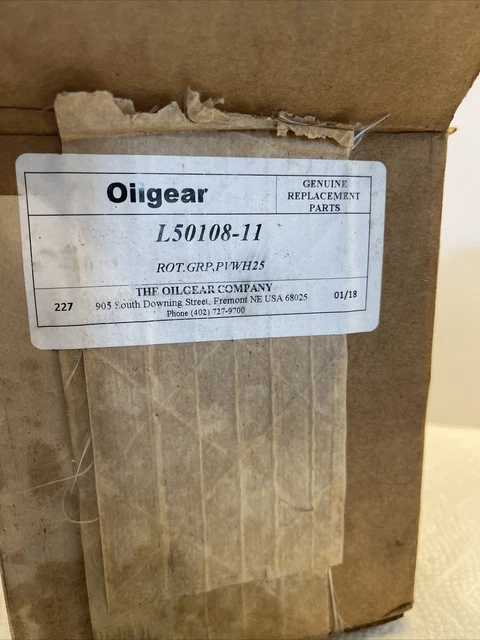 Oilgear
GENUINE
REPLACEMENT
PARTS
L50108-11
ROT.GRP,PVWH25
THE OILGEAR COMPANY
227
905 South Downing Street, Fremont NE USA 68025
01/18
Phone (402) 727-9700